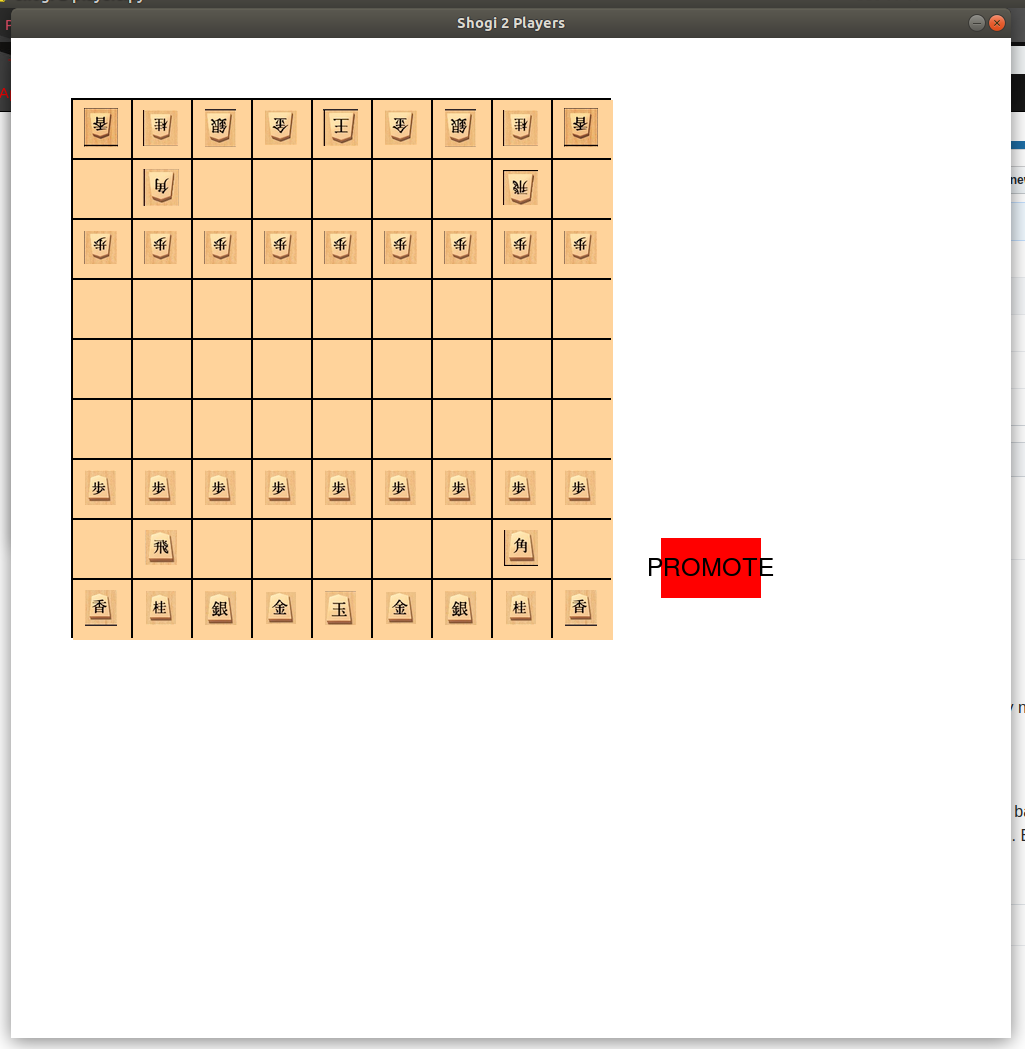 Shogi 2 Players
香 桂 銀 金 王 金 銀 桂 香
角 飛
歩 歩 歩 歩 歩 歩 歩 歩 歩
歩 歩 歩 歩 歩 歩 歩 歩 歩
飛 角
PROMOTE
香 桂 銀 金 玉 金 銀 桂 香